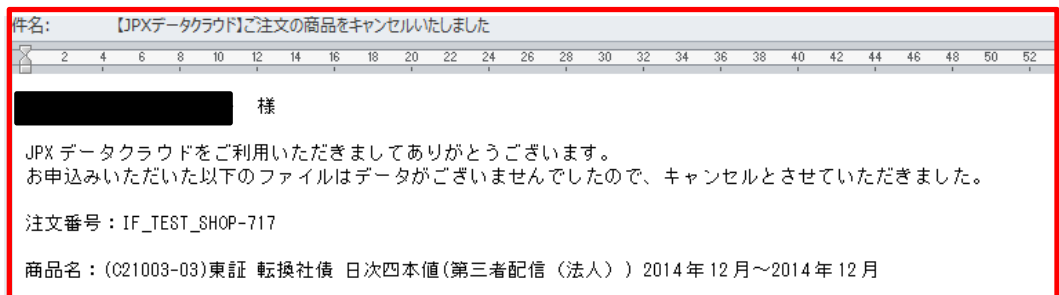 件名: 【JPXデータクラウド】ご注文の商品をキャンセルいたしました
2 4 6 8 10 12 14 16 18 20 22 24 26 28 30 32 34 36 38 40 42 44 46 48 50 52
様
JPXデータクラウドをご利用いただきましてありがとうございます。
お申込みいただいた以下のファイルはデータがございませんでしたので、キャンセルとさせていただきました。
注文番号：IF_TEST_SHOP-717
商品名：(C21003-03)東証 転換社債 日次四本値(第三者配信（法人）) 2014年12月～2014年12月